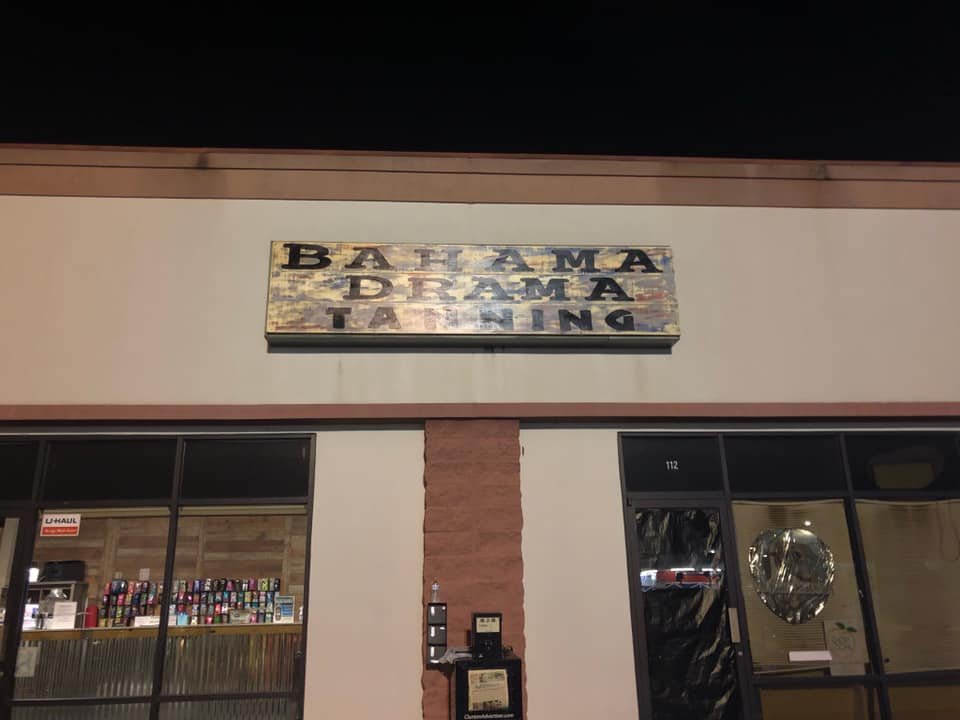 BAHAMA
DRAMA
TANNING
112
U-HAUL